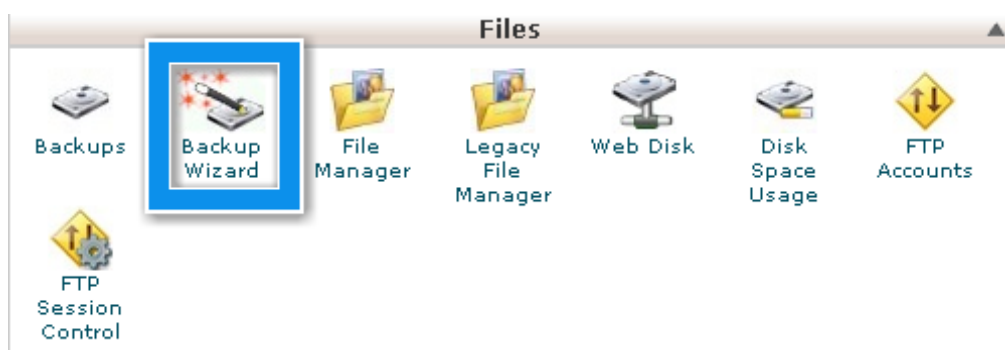 Files
Backups
Backup
Wizard
File
Manager
Legacy
File
Manager
Web Disk
Disk
Space
Usage
FTP
Accounts
FTP
Session
Control